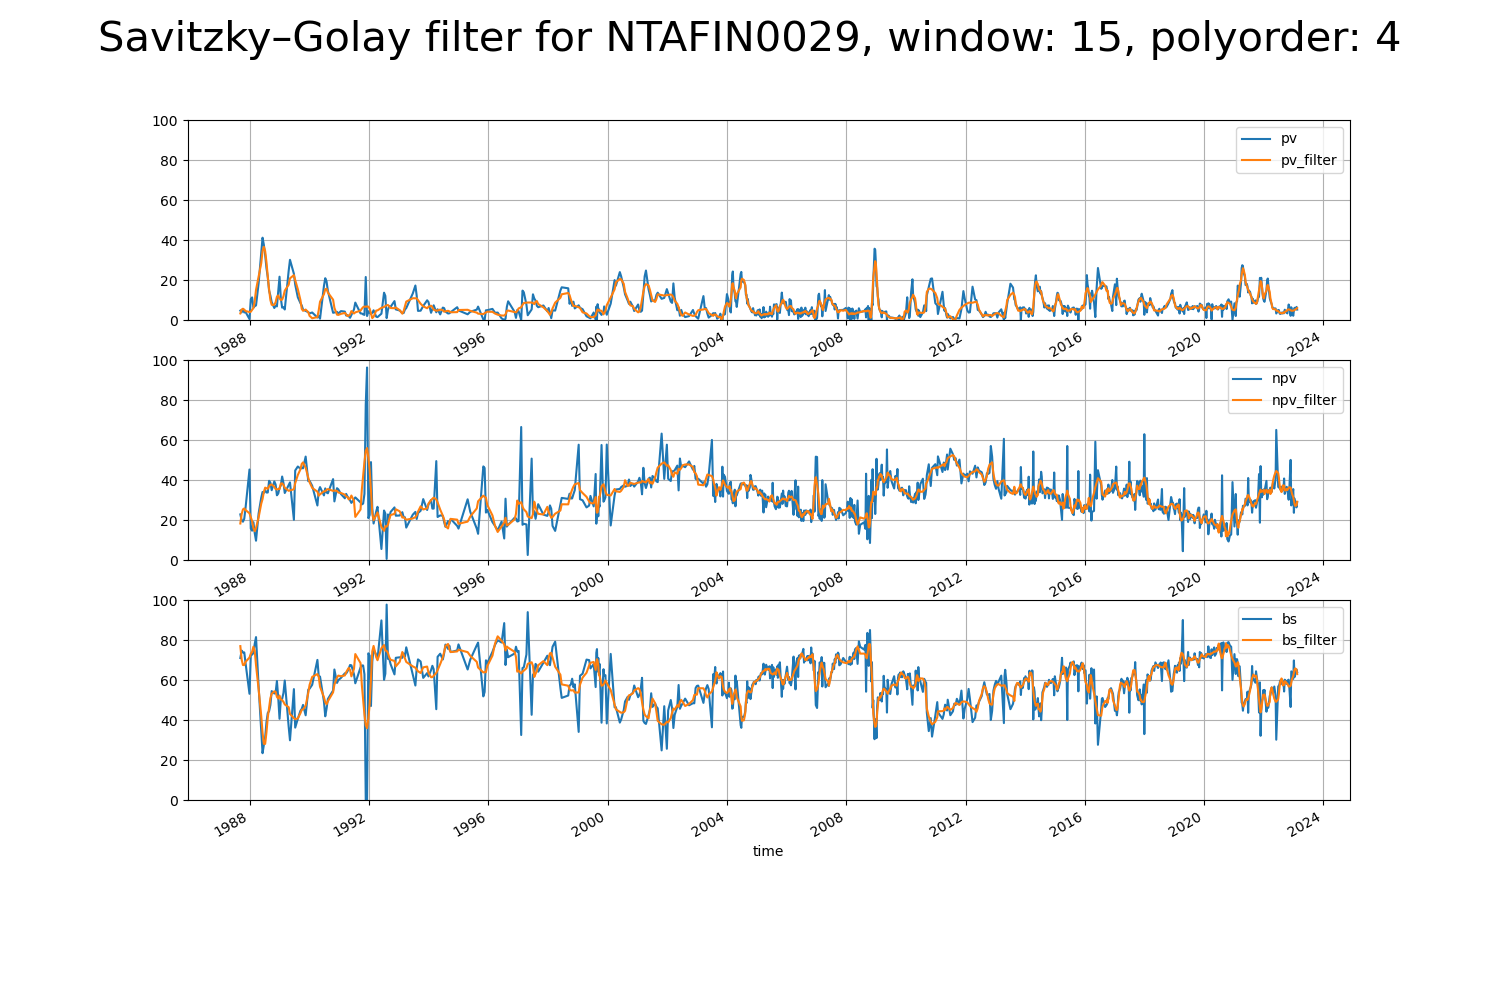 Savitzky–Golay filter for NTAFIN0029, window: 15, polyorder: 4
100
80
60
40
20
0
pv
pv_filter
1988 1992 1996 2000 2004 2008 2012 2016 2020 2024
100
80
60
40
20
0
npv
npv_filter
1988 1992 1996 2000 2004 2008 2012 2016 2020 2024
100
80
60
40
20
0
bs
bs_filter
1988 1992 1996 2000 2004 2008 2012 2016 2020 2024
time